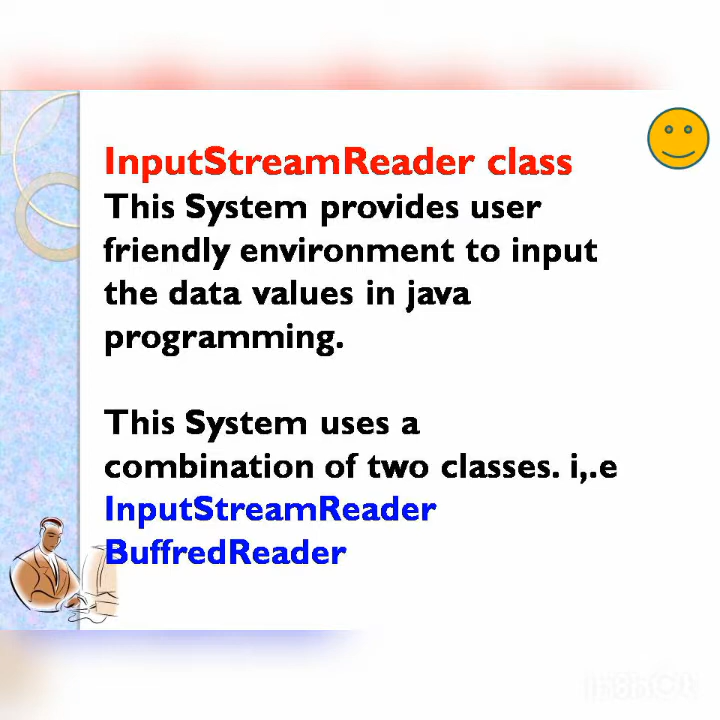 InputStreamReader class
This System provides user
friendly environment to input
the data values in java
programming.
This System uses a
combination of two classes. i,.e
InputStreamReader
BuffredReader